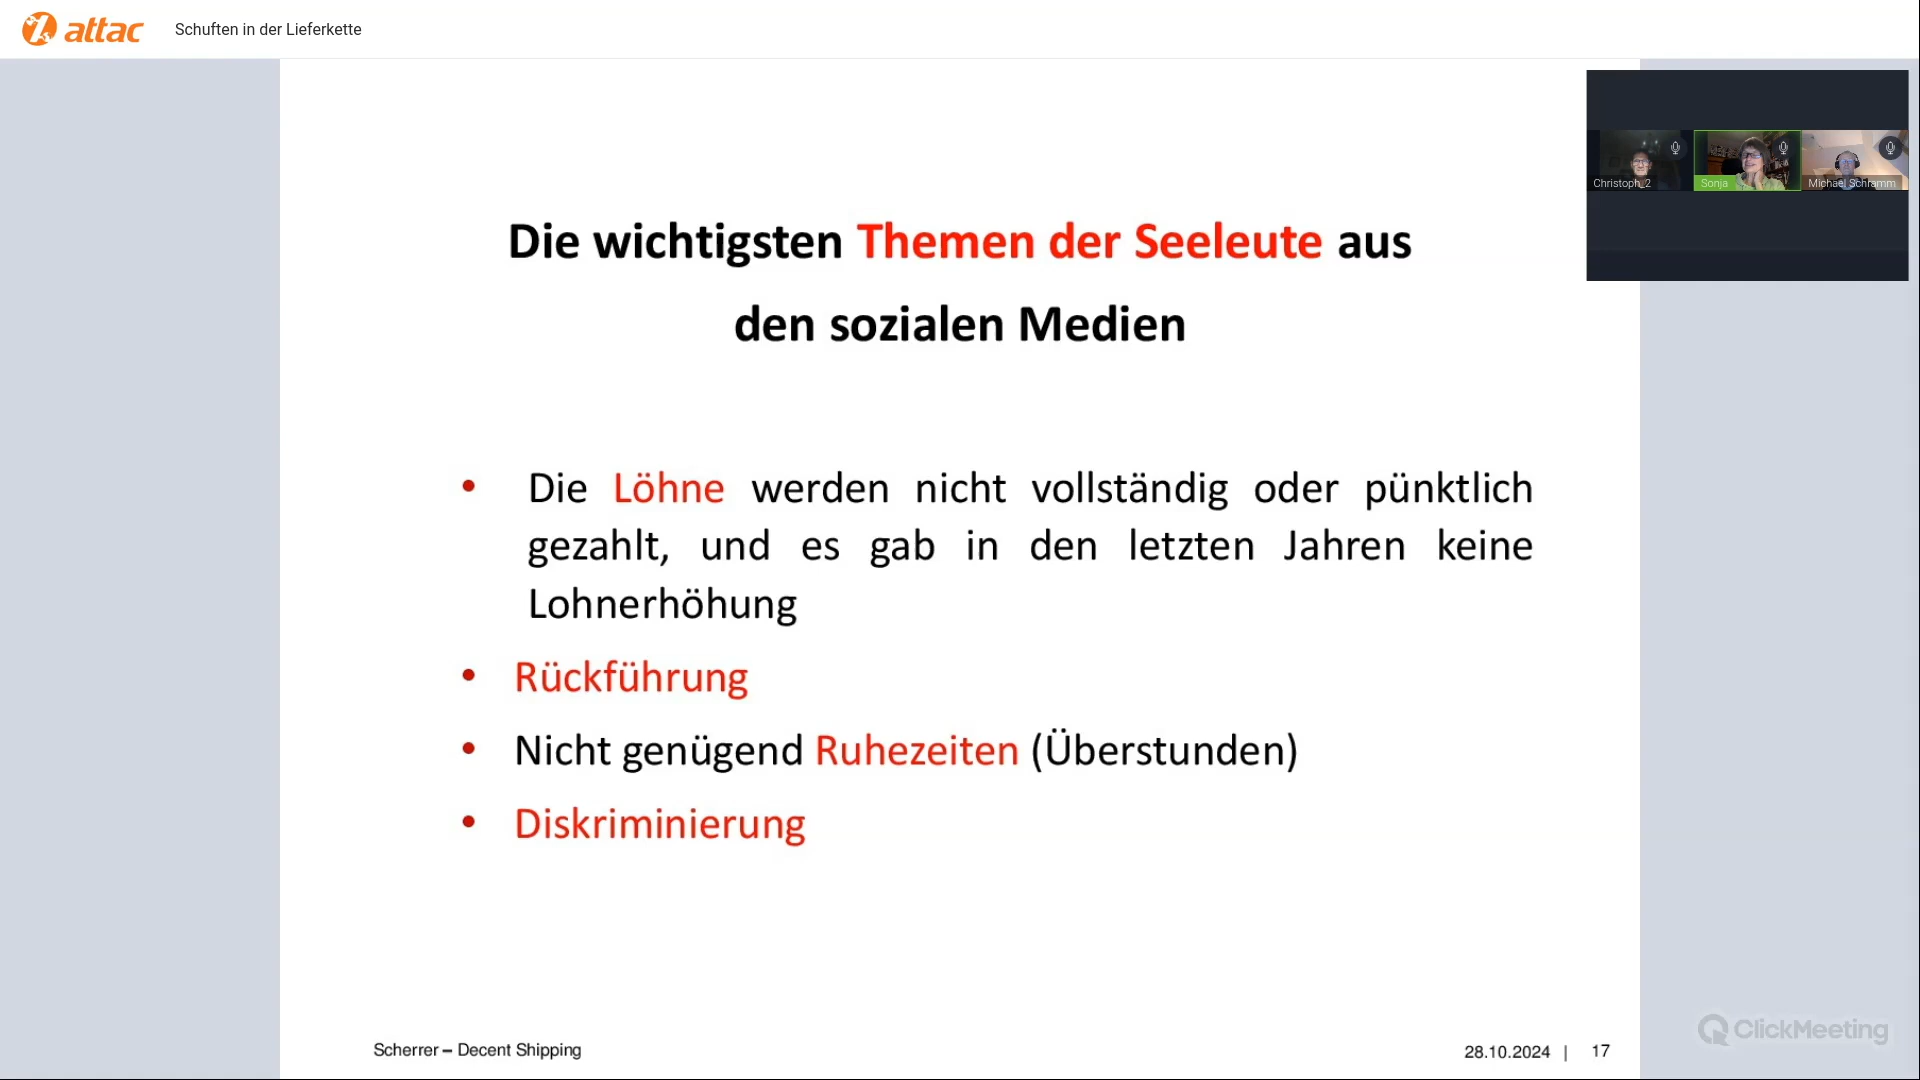 attac
Schuften in der Lieferkette
Christoph_2
Sonja
Michael Schramm
Die wichtigsten Themen der Seeleute aus
den sozialen Medien
• Die Löhne werden nicht vollständig oder pünktlich
gezahlt, und es gab in den letzten Jahren keine
Lohnerhöhung
• Rückführung
• Nicht genügend Ruhezeiten (Überstunden)
• Diskriminierung
Scherrer – Decent Shipping
28.10.2024 | 17
ClickMeeting